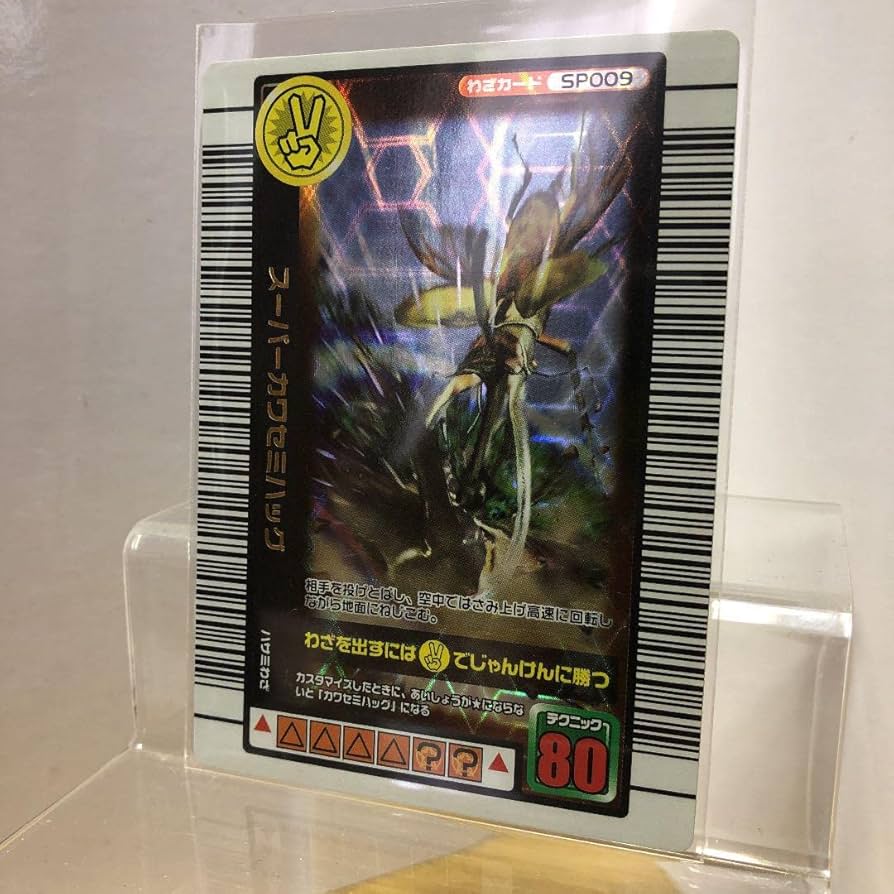 わざカード SP009
スーパーカワセミハッグ
ハサミわざ
相手を投げとばし、空中ではさみ上げ高速に回転し
ながら地面にねじこむ。
わざを出すには でじゃんけんに勝つ
カスタマイズしたときに、あいしょうが★にならな
いと「カワセミハッグ」になる
テクニック
80